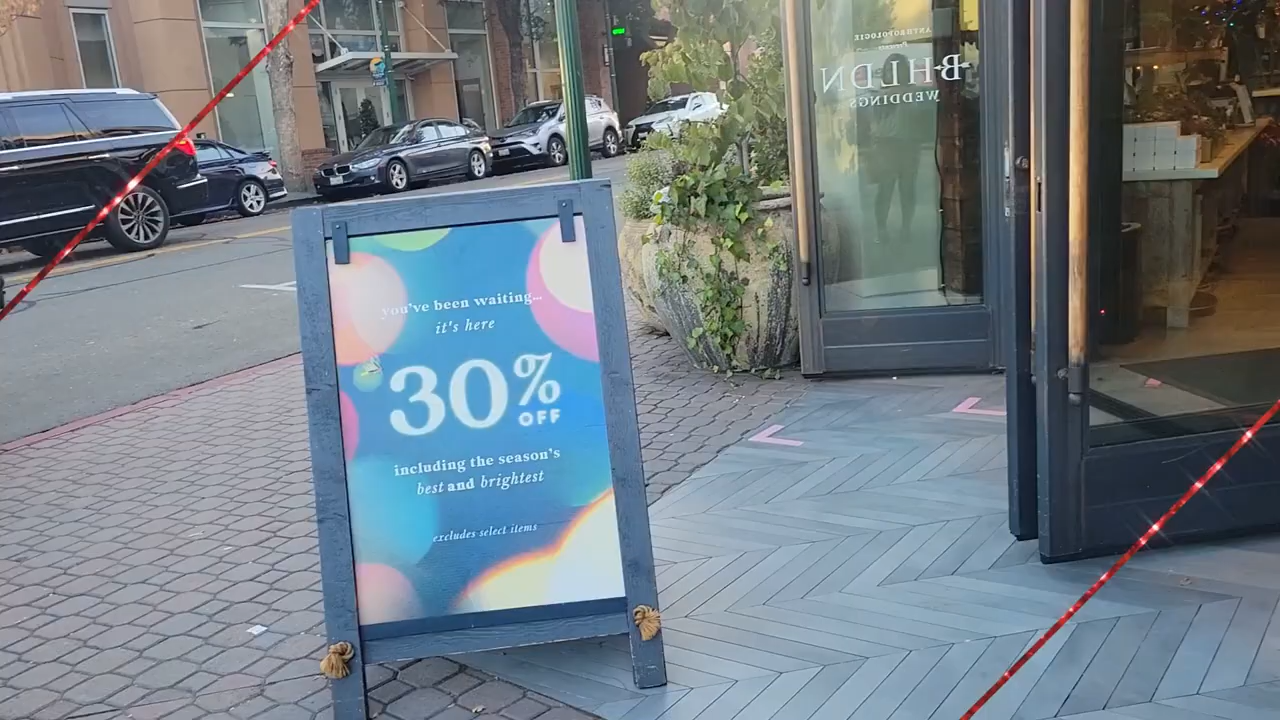 ANTHROPOLOGIE
BHLDN
WEDDINGS
you've been waiting...
it's here
30% OFF
including the season's
best and brightest
excludes select items